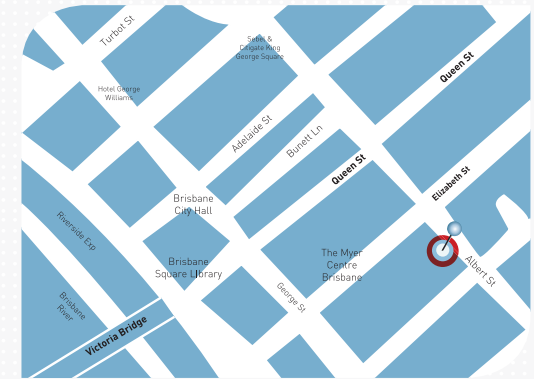 Turbot St
Sebel &
Citigate King
George Square
Queen St
Hotel George
Williams
Adelaide St
Bunett Ln
Queen St
Elizabeth St
Brisbane
City Hall
Riverside Exp
Brisbane
Square Library
The Myer
Centre
Brisbane
Albert St
George St
Brisbane
River
Victoria Bridge